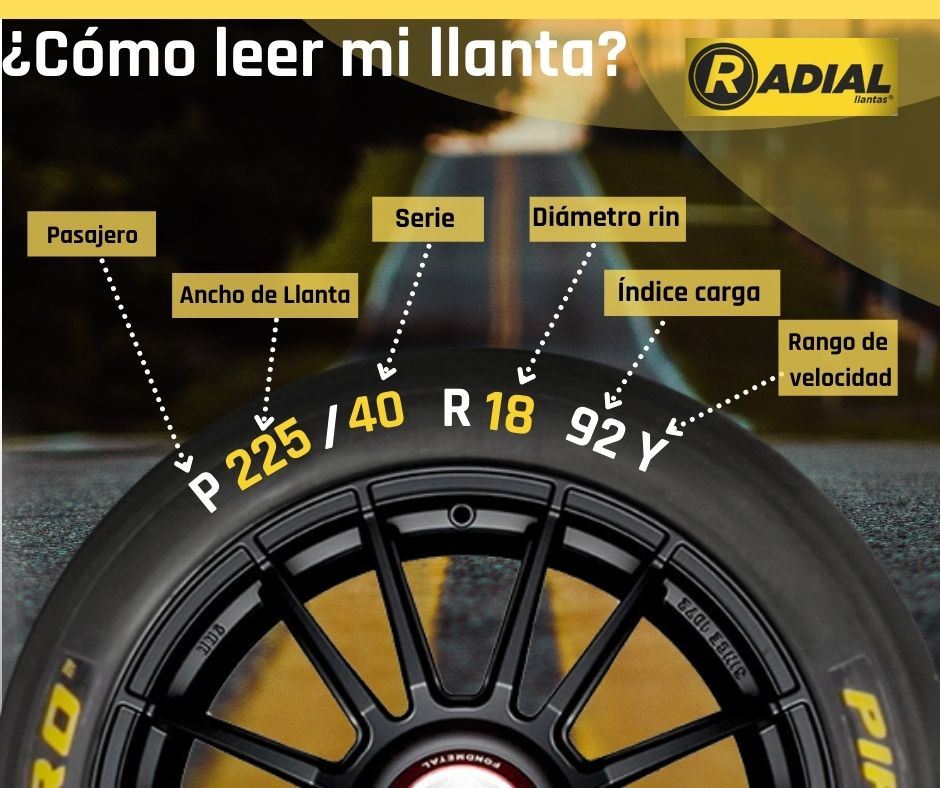 ¿Cómo leer mi llanta?
RADIAL
llantas®
Pasajero
Serie
Diámetro rin
Ancho de Llanta
Índice carga
Rango de
velocidad
P 225 / 40 R 18 92 Y
FONDMETAL